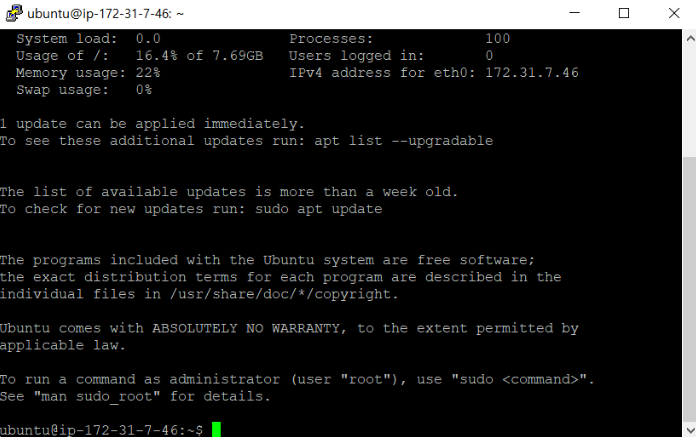 ubuntu@ip-172-31-7-46: ~
System load:  0.0                Processes:             100
Usage of /:   16.4% of 7.69GB   Users logged in:       0
Memory usage: 22%                IPv4 address for eth0: 172.31.7.46
Swap usage:   0%
1 update can be applied immediately.
To see these additional updates run: apt list --upgradable
The list of available updates is more than a week old.
To check for new updates run: sudo apt update
The programs included with the Ubuntu system are free software;
the exact distribution terms for each program are described in the
individual files in /usr/share/doc/*/copyright.
Ubuntu comes with ABSOLUTELY NO WARRANTY, to the extent permitted by
applicable law.
To run a command as administrator (user "root"), use "sudo <command>".
See "man sudo_root" for details.
ubuntu@ip-172-31-7-46:~$